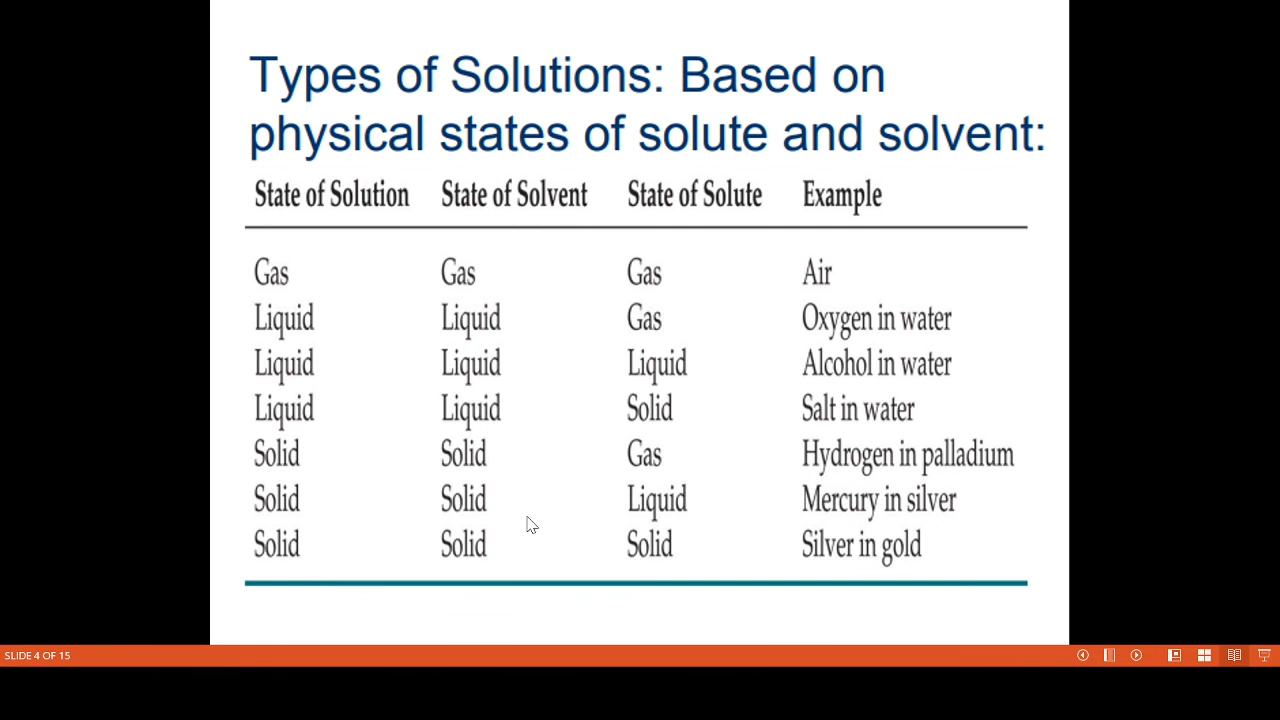 Types of Solutions: Based on
physical states of solute and solvent:
State of Solution State of Solvent State of Solute Example
Gas Gas Gas Air
Liquid Liquid Gas Oxygen in water
Liquid Liquid Liquid Alcohol in water
Liquid Liquid Solid Salt in water
Solid Solid Gas Hydrogen in palladium
Solid Solid Liquid Mercury in silver
Solid Solid Solid Silver in gold
SLIDE 4 OF 15